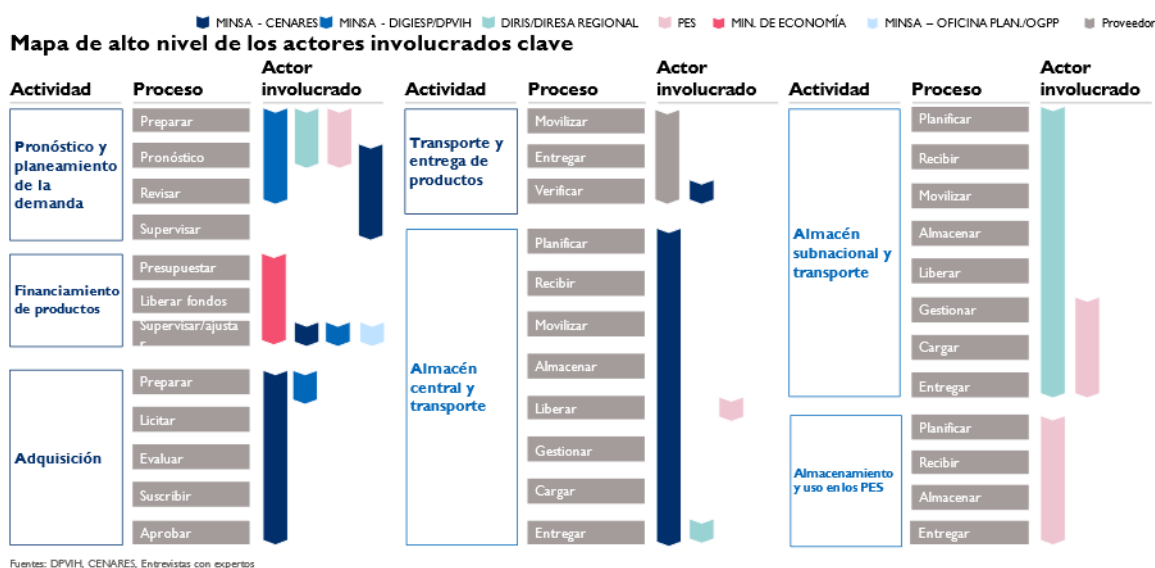 MINSA - CENARES MINSA - DIGIESP/DPVIH DIRIS/DIRESA REGIONAL PES MIN. DE ECONOMÍA MINSA – OFICINA PLAN./OGPP Proveedor
Mapa de alto nivel de los actores involucrados clave
Actividad Proceso Actor
involucrado
Pronóstico y
planeamiento
de la
demanda
Preparar
Pronóstico
Revisar
Supervisar
Financiamiento
de productos
Presupuestar
Liberar fondos
Supervisar/ajusta
r
Adquisición
Preparar
Licitar
Evaluar
Suscribir
Aprobar
Actividad Proceso Actor
involucrado
Transporte y
entrega de
productos
Movilizar
Entregar
Verificar
Almacén
central y
transporte
Planificar
Recibir
Movilizar
Almacenar
Liberar
Gestionar
Cargar
Entregar
Actividad Proceso Actor
involucrado
Almacén
subnacional y
transporte
Planificar
Recibir
Movilizar
Almacenar
Liberar
Gestionar
Cargar
Entregar
Almacenamiento
y uso en los PES
Planificar
Recibir
Almacenar
Entregar
Fuentes: DPVIH, CENARES, Entrevistas con expertos